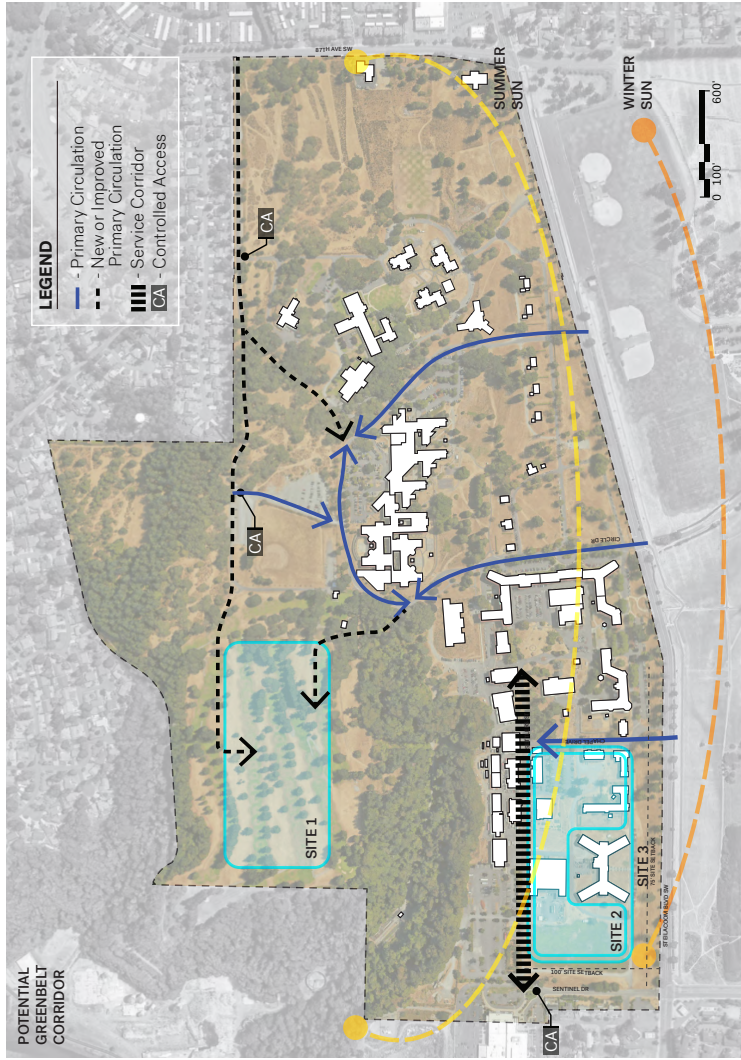 POTENTIAL
GREENBELT
CORRIDOR
LEGEND
- Primary Circulation
- New or Improved
Primary Circulation
- Service Corridor
CA - Controlled Access
87TH AVE SW
SUMMER
SUN
WINTER
SUN
0 100' 600'
CA
CA
CIRCLE DR
SITE 1
CHAPEL DRIVE
SITE 2
SITE 3
75' SITE SETBACK
STEILACOOM BLVD SW
100' SITE SETBACK
SENTINEL DR
CA